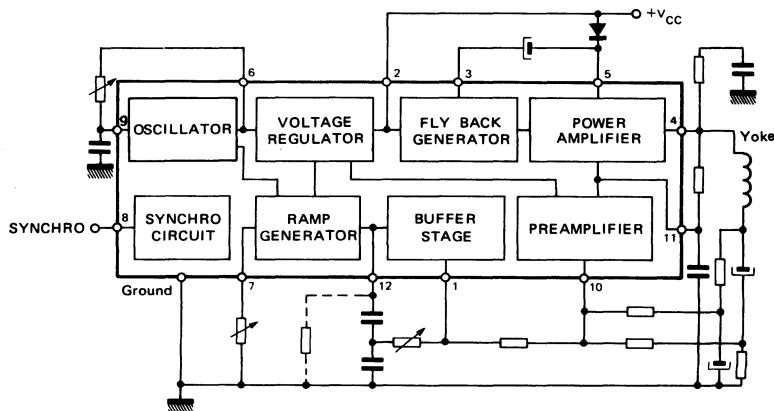 +VCC
6
2
3
5
9
OSCILLATOR
VOLTAGE
REGULATOR
FLY BACK
GENERATOR
POWER
AMPLIFIER
4
Yoke
SYNCHRO
8
SYNCHRO
CIRCUIT
RAMP
GENERATOR
BUFFER
STAGE
PREAMPLIFIER
11
Ground
7
12
1
10